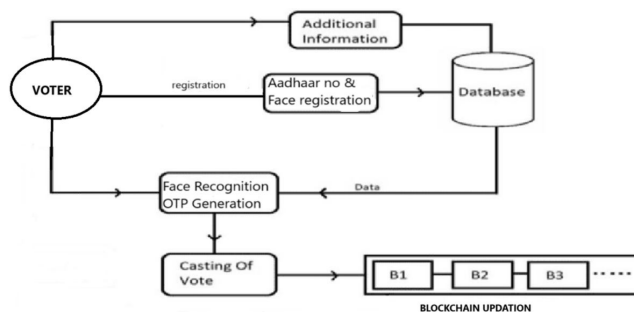 Additional
Information
VOTER
registration
Aadhaar no &
Face registration
Database
Face Recognition
OTP Generation
Data
Casting Of
Vote
B1
B2
B3
BLOCKCHAIN UPDATION